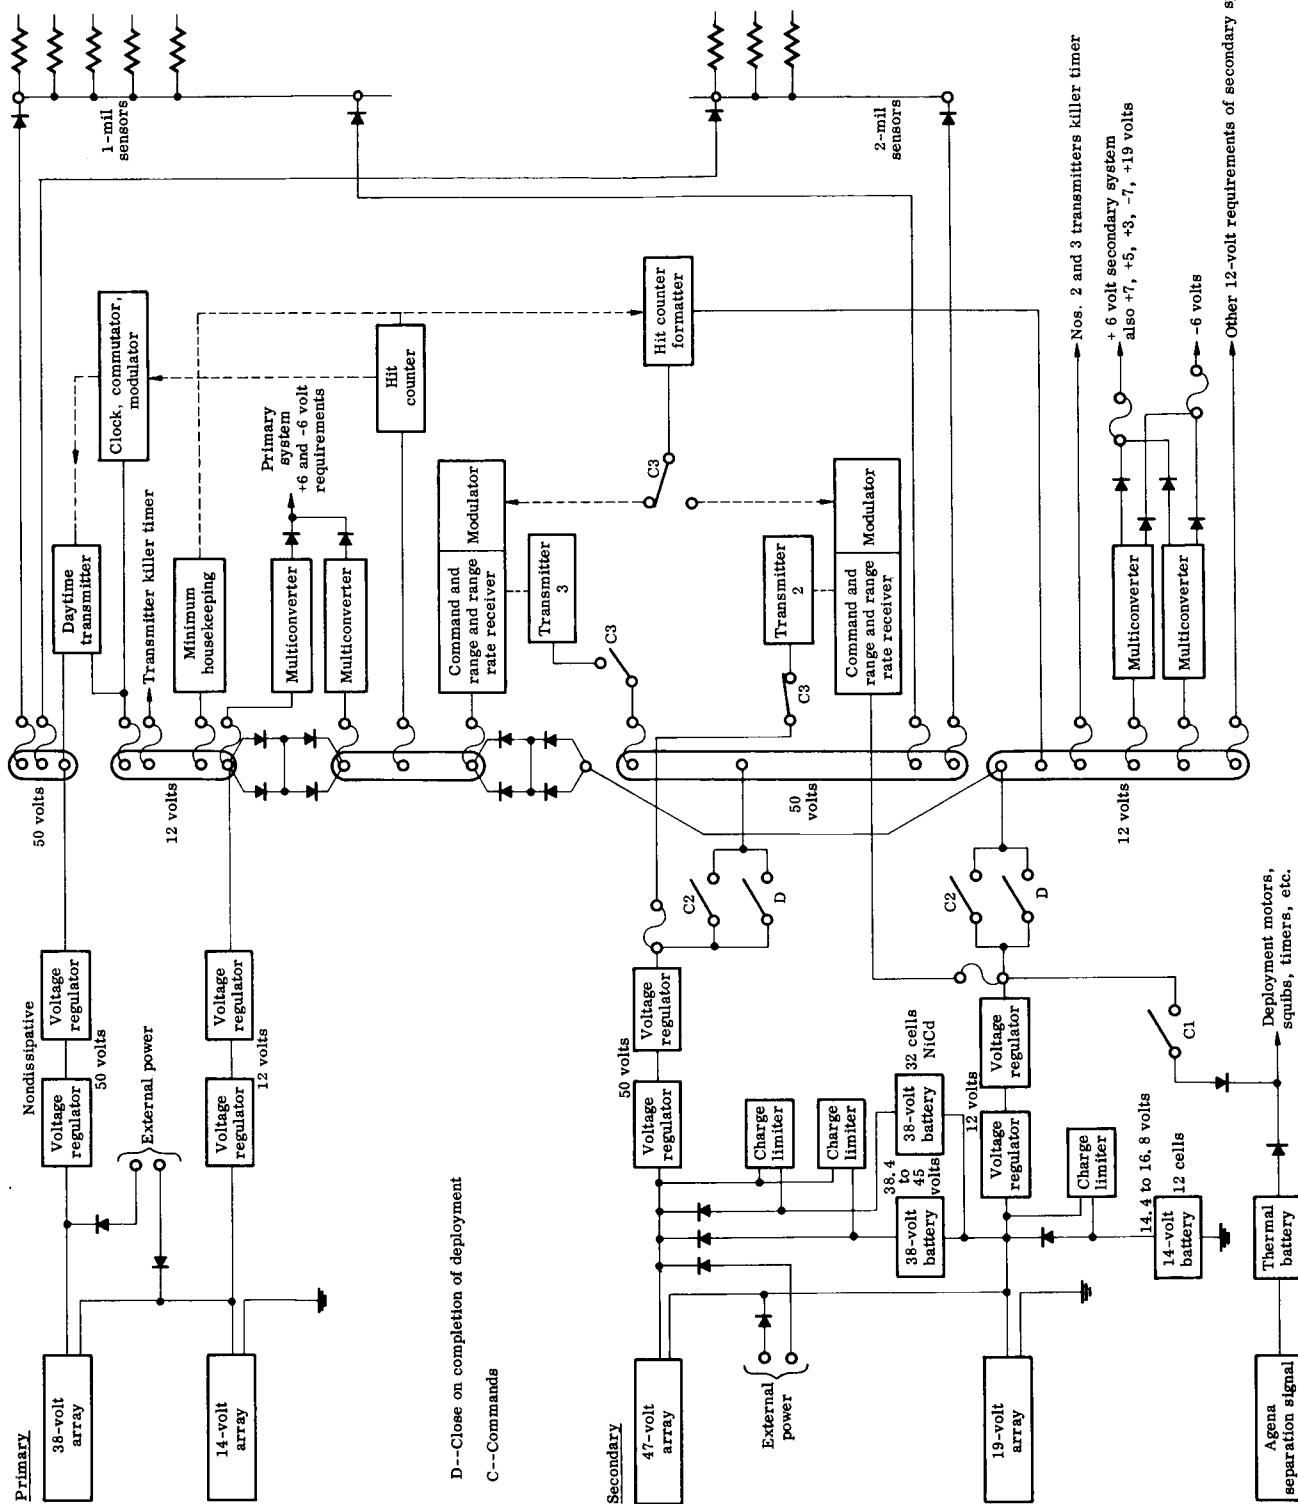 1-mil
sensors
2-mil
sensors
Clock, commutator,
modulator
Hit
counter
Hit counter
formatter
Primary
system
+6 and -6 volt
requirements
Daytime
transmitter
Transmitter killer timer
Minimum
housekeeping
Multiconverter
Multiconverter
Command and
range and range
rate receiver
Modulator
Transmitter
3
C3
C3
Transmitter
2
C3
Command and
range and range
rate receiver
Modulator
Nos. 2 and 3 transmitters killer timer
+ 6 volt secondary system
also +7, +5, +3, -7, +19 volts
-6 volts
Other 12-volt requirements of secondary
Multiconverter
Multiconverter
50 volts
12 volts
50
volts
12 volts
Primary
38-volt
array
Nondissipative
Voltage
regulator
Voltage
regulator
50 volts
External power
14-volt
array
Voltage
regulator
Voltage
regulator
12 volts
D--Close on completion of deployment
C--Commands
Secondary
47-volt
array
50 volts
Voltage
regulator
Voltage
regulator
C2
D
Charge
limiter
Charge
limiter
External
power
38-volt
battery
38.4
to
45
volts
38-volt
battery
32 cells
NiCd
19-volt
array
12 volts
Voltage
regulator
Voltage
regulator
C2
D
Charge
limiter
14.4 to 16.8 volts
12 cells
14-volt
battery
C1
Agena
separation signal
Thermal
battery
Deployment motors,
squibs, timers, etc.